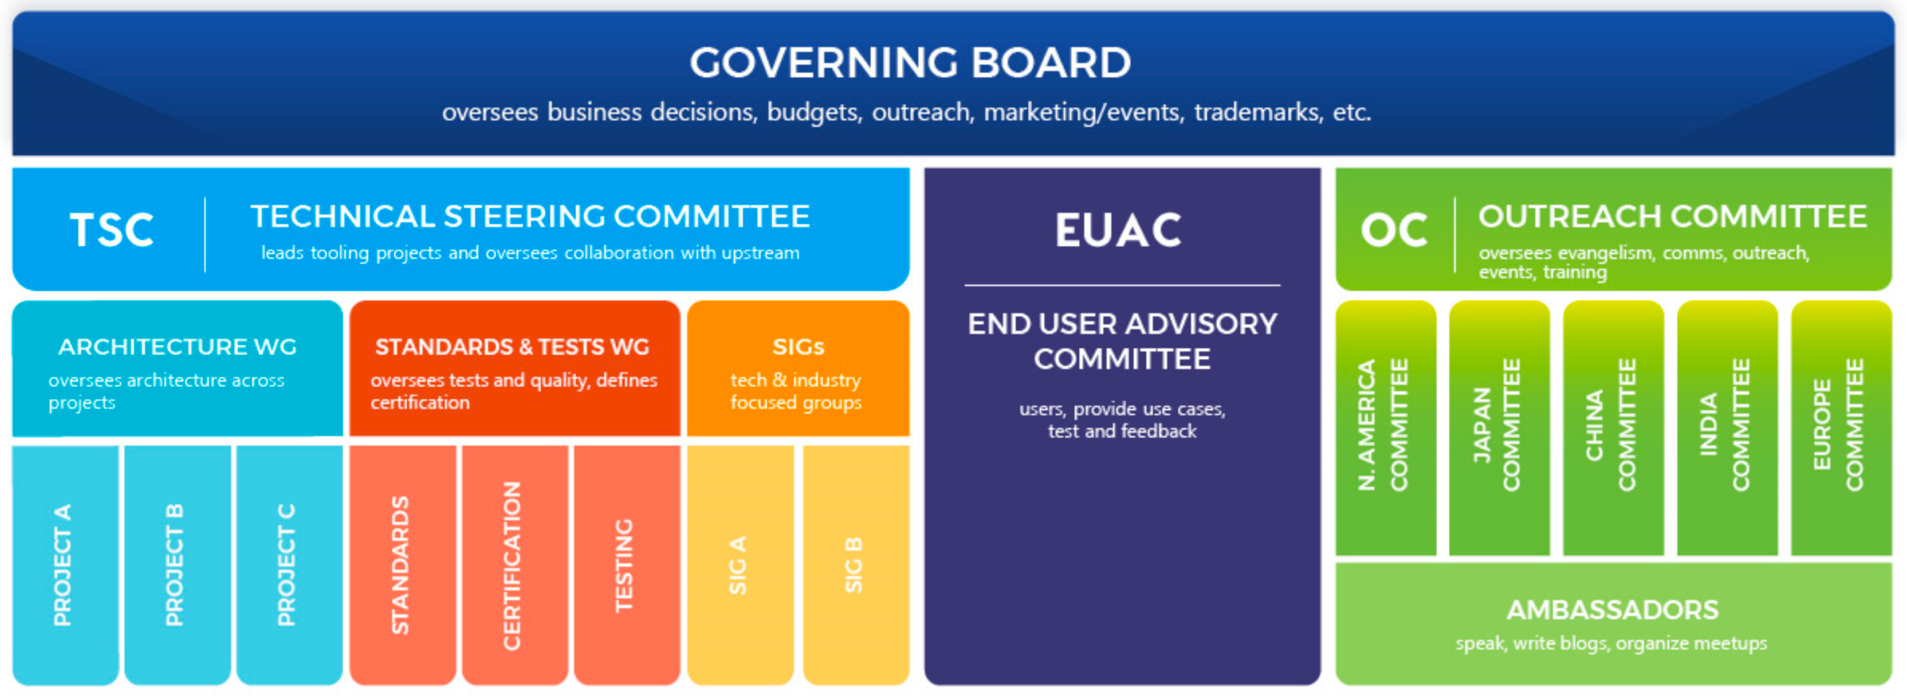 GOVERNING BOARD
oversees business decisions, budgets, outreach, marketing/events, trademarks, etc.
TSC
TECHNICAL STEERING COMMITTEE
leads tooling projects and oversees collaboration with upstream
ARCHITECTURE WG
oversees architecture across
projects
PROJECT A
PROJECT B
PROJECT C
STANDARDS & TESTS WG
oversees tests and quality, defines
certification
STANDARDS
CERTIFICATION
TESTING
SIGs
tech & industry
focused groups
SIG A
SIG B
EUAC
END USER ADVISORY
COMMITTEE
users, provide use cases,
test and feedback
OC
OUTREACH COMMITTEE
oversees evangelism, comms, outreach,
events, training
N. AMERICA
COMMITTEE
JAPAN
COMMITTEE
CHINA
COMMITTEE
INDIA
COMMITTEE
EUROPE
COMMITTEE
AMBASSADORS
speak, write blogs, organize meetups